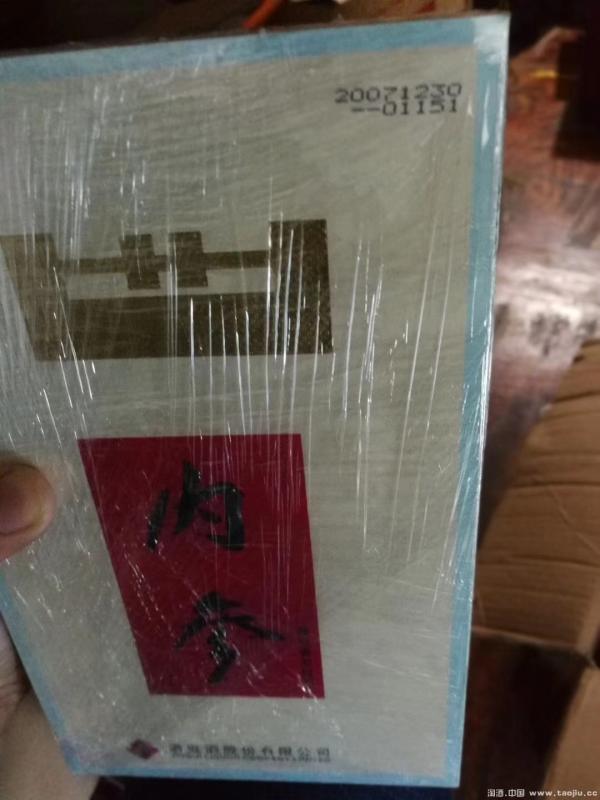 20071230
--01151
内参
酒鬼酒股份有限公司
淘酒.中国 www.taojiu.cc